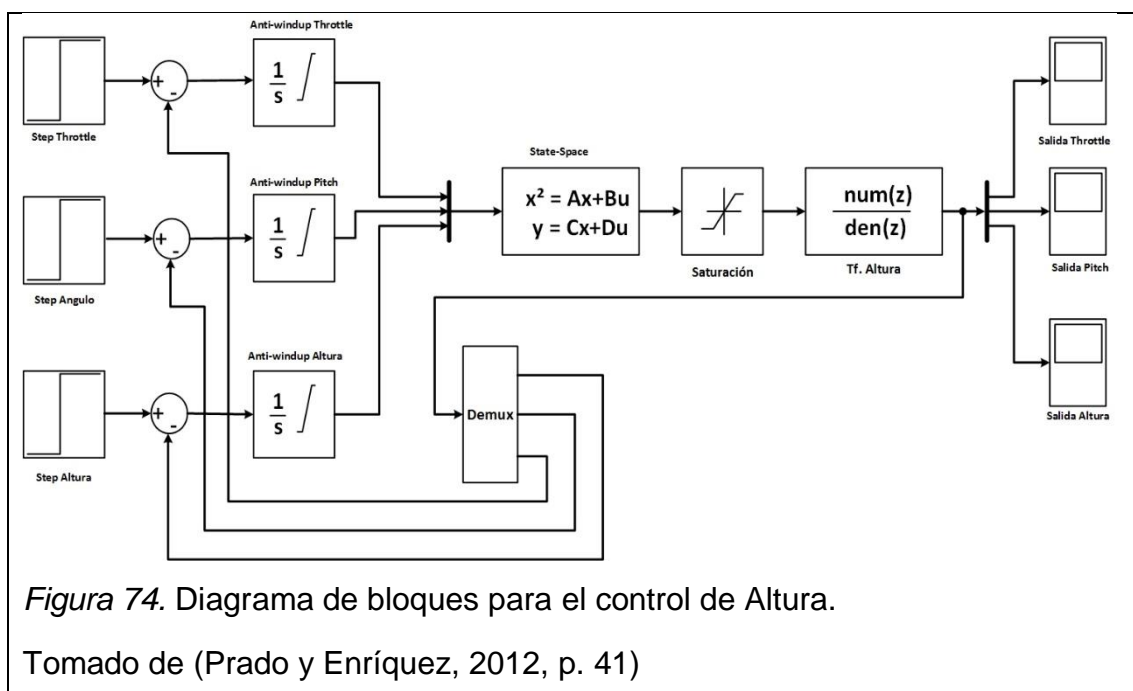 Anti-windup Throttle
+
-
1
s
Step Throttle
Salida Throttle
State-Space
Anti-windup Pitch
x² = Ax+Bu
y = Cx+Du
num(z)
den(z)
+
-
1
s
Saturación
Tf. Altura
Salida Pitch
Step Angulo
Anti-windup Altura
+
-
1
s
Demux
Salida Altura
Step Altura
Figura 74. Diagrama de bloques para el control de Altura.
Tomado de (Prado y Enríquez, 2012, p. 41)